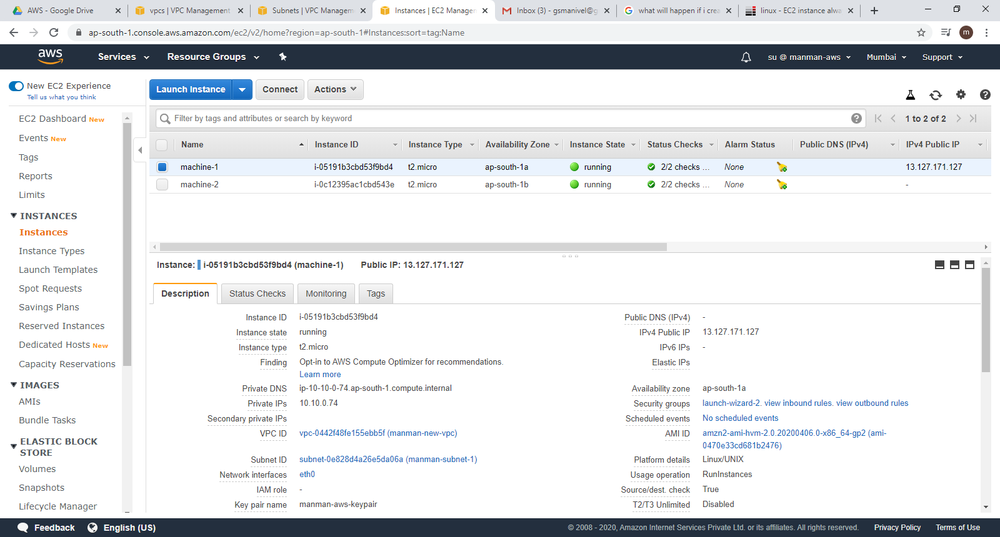 AWS - Google Drive
vpcs | VPC Management
Subnets | VPC Managem
Instances | EC2 Manager
Inbox (3) - gsmanivel@g
what will happen if i crea
linux - EC2 instance alwa
ap-south-1.console.aws.amazon.com/ec2/v2/home?region=ap-south-1#Instances:sort=tag:Name
m
aws Services Resource Groups su @ manman-aws Mumbai Support
New EC2 Experience
Tell us what you think
EC2 Dashboard New
Events New
Tags
Reports
Limits
INSTANCES
Instances
Instance Types
Launch Templates
Spot Requests
Savings Plans
Reserved Instances
Dedicated Hosts New
Capacity Reservations
IMAGES
AMIs
Bundle Tasks
ELASTIC BLOCK
STORE
Volumes
Snapshots
Lifecycle Manager
Launch Instance Connect Actions
Filter by tags and attributes or search by keyword
1 to 2 of 2
Name Instance ID Instance Type Availability Zone Instance State Status Checks Alarm Status Public DNS (IPv4) IPv4 Public IP
machine-1 i-05191b3cbd53f9bd4 t2.micro ap-south-1a running 2/2 checks ... None 13.127.171.127
machine-2 i-0c12395ac1cbd543e t2.micro ap-south-1b running 2/2 checks ... None -
Instance: i-05191b3cbd53f9bd4 (machine-1) Public IP: 13.127.171.127
Description Status Checks Monitoring Tags
Instance ID i-05191b3cbd53f9bd4
Instance state running
Instance type t2.micro
Finding Opt-in to AWS Compute Optimizer for recommendations.
Learn more
Private DNS ip-10-10-0-74.ap-south-1.compute.internal
Private IPs 10.10.0.74
Secondary private IPs
VPC ID vpc-0442f48fe155ebb5f (manman-new-vpc)
Subnet ID subnet-0e828d4a26e5da06a (manman-subnet-1)
Network interfaces eth0
IAM role -
Key pair name manman-aws-keypair
Public DNS (IPv4) -
IPv4 Public IP 13.127.171.127
IPv6 IPs -
Elastic IPs
Availability zone ap-south-1a
Security groups launch-wizard-2. view inbound rules. view outbound rules
Scheduled events No scheduled events
AMI ID amzn2-ami-hvm-2.0.20200406.0-x86_64-gp2 (ami-
0470e33cd681b2476)
Platform details Linux/UNIX
Usage operation RunInstances
Source/dest. check True
T2/T3 Unlimited Disabled
Feedback English (US) © 2008 - 2020, Amazon Internet Services Private Ltd. or its affiliates. All rights reserved. Privacy Policy Terms of Use